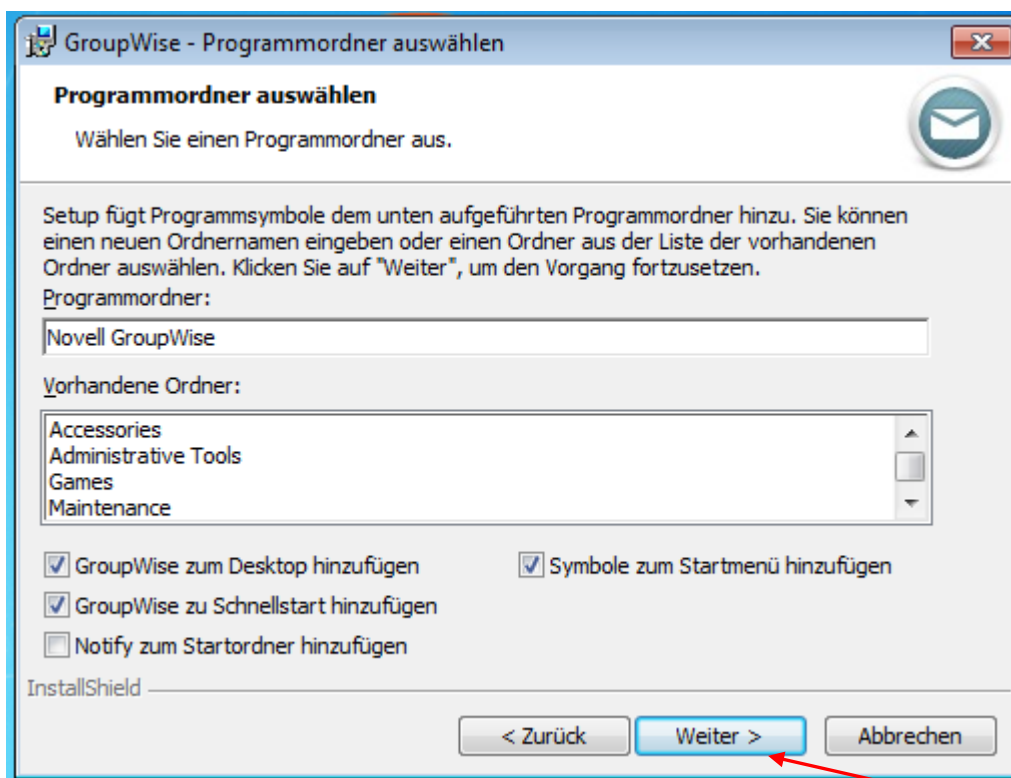 GroupWise - Programmordner auswählen
Programmordner auswählen
Wählen Sie einen Programmordner aus.
Setup fügt Programmsymbole dem unten aufgeführten Programmordner hinzu. Sie können
einen neuen Ordnernamen eingeben oder einen Ordner aus der Liste der vorhandenen
Ordner auswählen. Klicken Sie auf "Weiter", um den Vorgang fortzusetzen.
Programmordner:
Novell GroupWise
Vorhandene Ordner:
Accessories
Administrative Tools
Games
Maintenance
GroupWise zum Desktop hinzufügen
Symbole zum Startmenü hinzufügen
GroupWise zu Schnellstart hinzufügen
Notify zum Startordner hinzufügen
InstallShield
< Zurück
Weiter >
Abbrechen